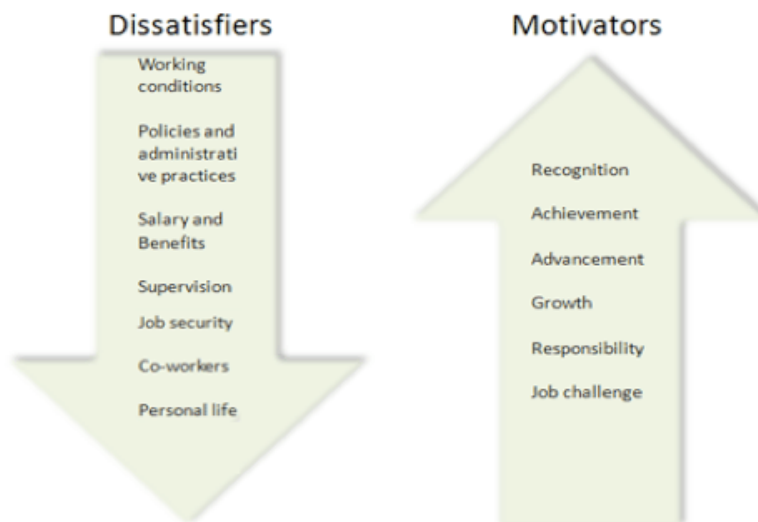 Dissatisfiers
Working
conditions
Policies and
administrati
ve practices
Salary and
Benefits
Supervision
Job security
Co-workers
Personal life
Motivators
Recognition
Achievement
Advancement
Growth
Responsibility
Job challenge